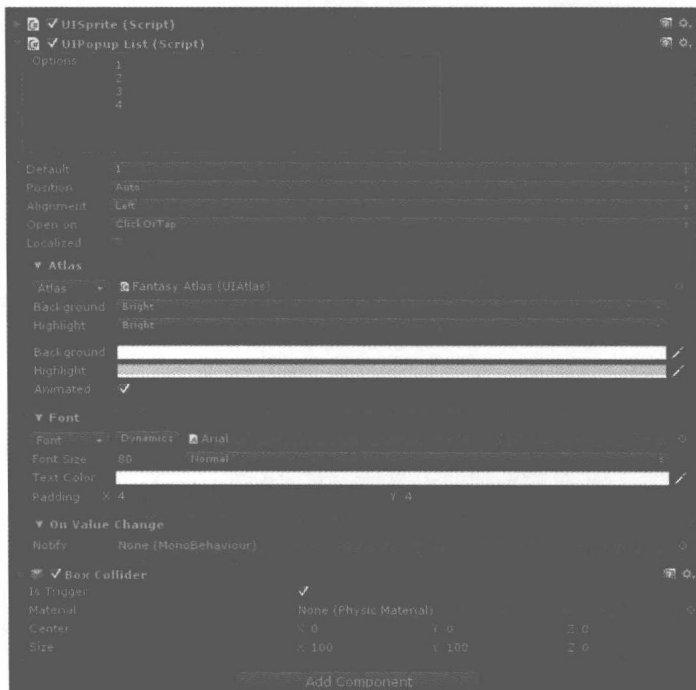 UISprite (Script)
UIPopup List (Script)
Options 1
2
3
4
Default 1
Position Auto
Alignment Left
Open on ClickOrTap
Localized
Atlas
Atlas Fantasy Atlas (UIAtlas)
Background Bright
Highlight Bright
Background
Highlight
Animated
Font
Font Dynamic Arial
Font Size 80 Normal
Text Color
Padding X 4 Y 4
On Value Change
Notify None (MonoBehaviour)
Box Collider
Is Trigger
Material None (Physic Material)
Center X 0 Y 0 Z 0
Size X 100 Y 100 Z 0
Add Component